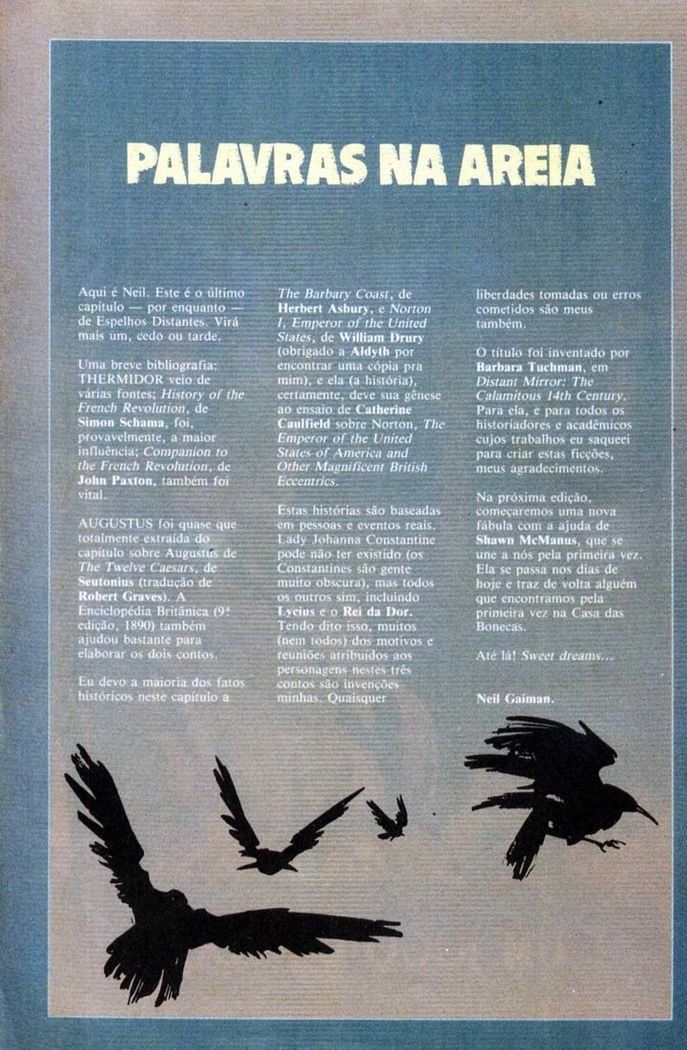 PALAVRAS NA AREIA
Aqui é Neil. Este é o último
capítulo — por enquanto —
de Espelhos Distantes. Virá
mais um, cedo ou tarde.
Uma breve bibliografia:
THERMIDOR veio de
várias fontes; History of the
French Revolution, de
Simon Schama, foi,
provavelmente, a maior
influência; Companion to
the French Revolution, de
John Paxton, também foi
vital.
AUGUSTUS foi quase que
totalmente extraída do
capítulo sobre Augustus de
The Twelve Caesars, de
Seutonius (tradução de
Robert Graves). A
Enciclopédia Britânica (9ª
edição, 1890) também
ajudou bastante para
elaborar os dois contos.
Eu devo a maioria dos fatos
históricos neste capítulo a
The Barbary Coast, de
Herbert Asbury, e Norton
I, Emperor of the United
States, de William Drury
(obrigado a Aldyth por
encontrar uma cópia pra
mim), e ela (a história),
certamente, deve sua gênese
ao ensaio de Catherine
Caulfield sobre Norton, The
Emperor of the United
States of America and
Other Magnificent British
Eccentrics.
Estas histórias são baseadas
em pessoas e eventos reais.
Lady Johanna Constantine
pode não ter existido (os
Constantines são gente
muito obscura), mas todos
os outros sim, incluindo
Lycius e o Rei da Dor.
Tendo dito isso, muitos
(nem todos) dos motivos e
reuniões atribuídos aos
personagens nestes três
contos são invenções
minhas. Quaisquer
liberdades tomadas ou erros
cometidos são meus
também.
O título foi inventado por
Barbara Tuchman, em
Distant Mirror: The
Calamitous 14th Century.
Para ela, e para todos os
historiadores e acadêmicos
cujos trabalhos eu saqueei
para criar estas ficções,
meus agradecimentos.
Na próxima edição,
começaremos uma nova
fábula com a ajuda de
Shawn McManus, que se
une a nós pela primeira vez.
Ela se passa nos dias de
hoje e traz de volta alguém
que encontramos pela
primeira vez na Casa das
Bonecas.
Até lá! Sweet dreams...
Neil Gaiman.